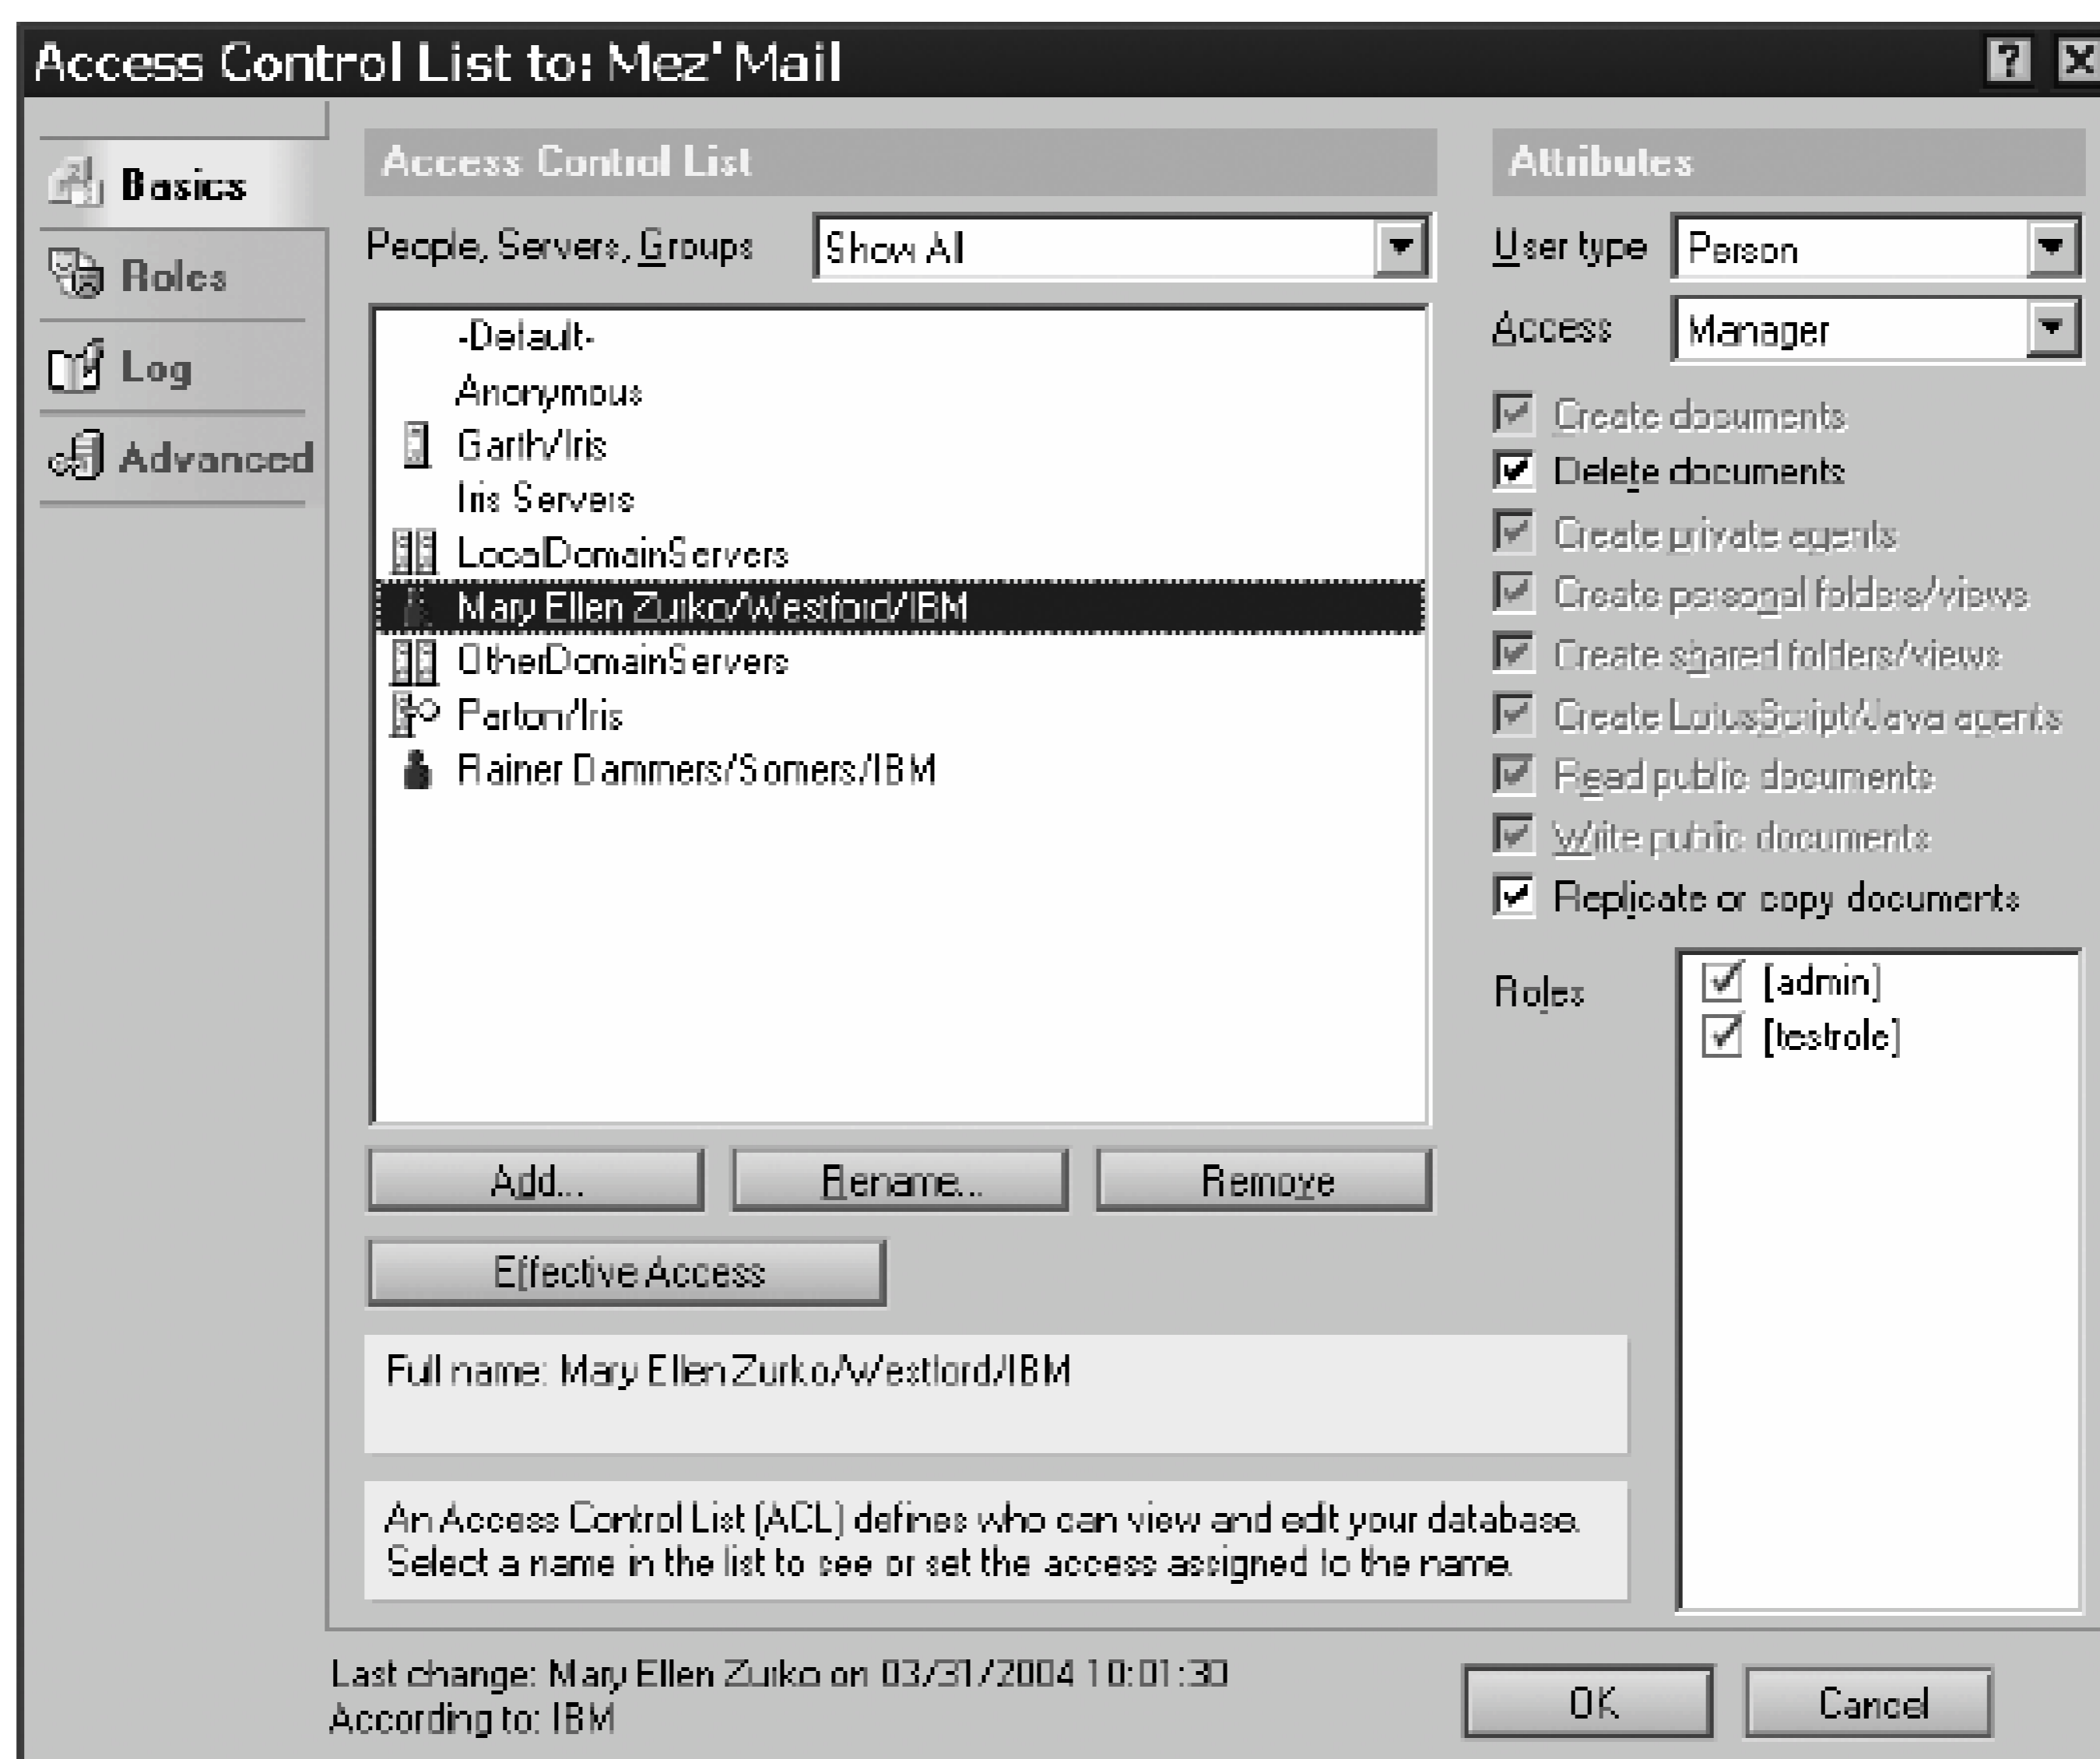 Access Control List to: Mez' Mail
Basics
Roles
Log
Advanced
Access Control List
People, Servers, Groups
Show All
-Default-
Anonymous
Garth/Iris
Iris Servers
LocalDomainServers
Mary Ellen Zurko/Westford/IBM
OtherDomainServers
Parton/Iris
Rainer Dammers/Somers/IBM
Add...
Rename...
Remove
Effective Access
Full name: Mary Ellen Zurko/Westford/IBM
An Access Control List (ACL) defines who can view and edit your database.
Select a name in the list to see or set the access assigned to the name.
Attributes
User type
Person
Access
Manager
Create documents
Delete documents
Create private agents
Create personal folders/views
Create shared folders/views
Create LotusScript/Java agents
Read public documents
Write public documents
Replicate or copy documents
Roles
[admin]
[testrole]
Last change: Mary Ellen Zurko on 03/31/2004 10:01:30
According to: IBM
OK
Cancel